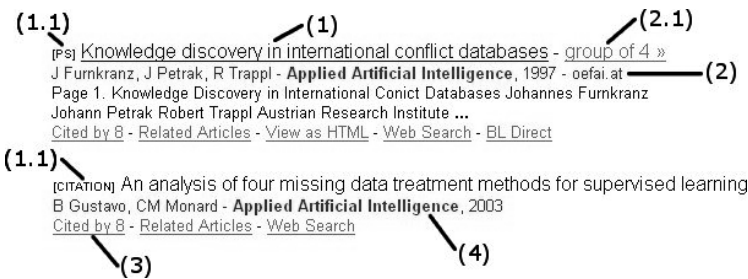 (1.1) (1) (2.1)
[PS] Knowledge discovery in international conflict databases - group of 4 »
J Furnkranz, J Petrak, R Trappl - Applied Artificial Intelligence, 1997 - oefai.at (2)
Page 1. Knowledge Discovery in International Conict Databases Johannes Furnkranz
Johann Petrak Robert Trappl Austrian Research Institute ...
Cited by 8 - Related Articles - View as HTML - Web Search - BL Direct
(1.1)
[CITATION] An analysis of four missing data treatment methods for supervised learning
B Gustavo, CM Monard - Applied Artificial Intelligence, 2003
Cited by 8 - Related Articles - Web Search
(3) (4)